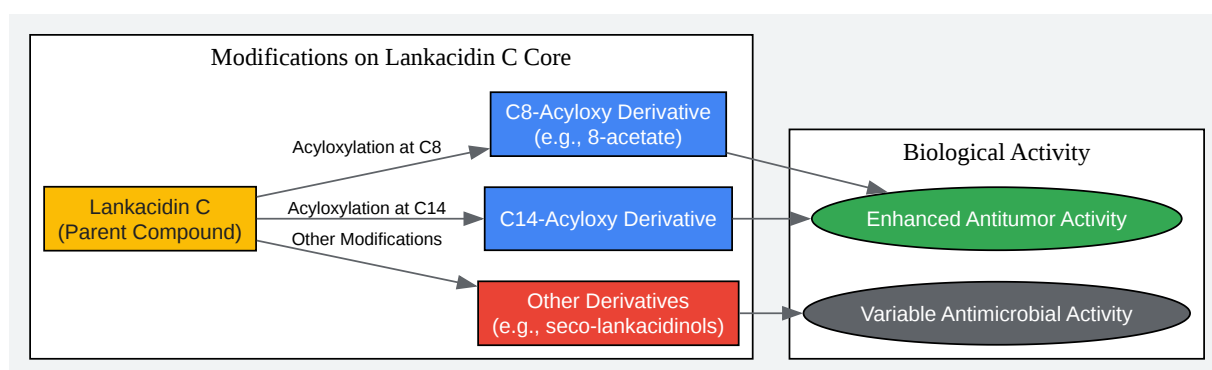 Modifications on Lankacidin C Core
Lankacidin C
(Parent Compound)
Acyloxylation at C8
Acyloxylation at C14
Other Modifications
C8-Acyloxy Derivative
(e.g., 8-acetate)
C14-Acyloxy Derivative
Other Derivatives
(e.g., seco-lankacidinols)
Biological Activity
Enhanced Antitumor Activity
Variable Antimicrobial Activity